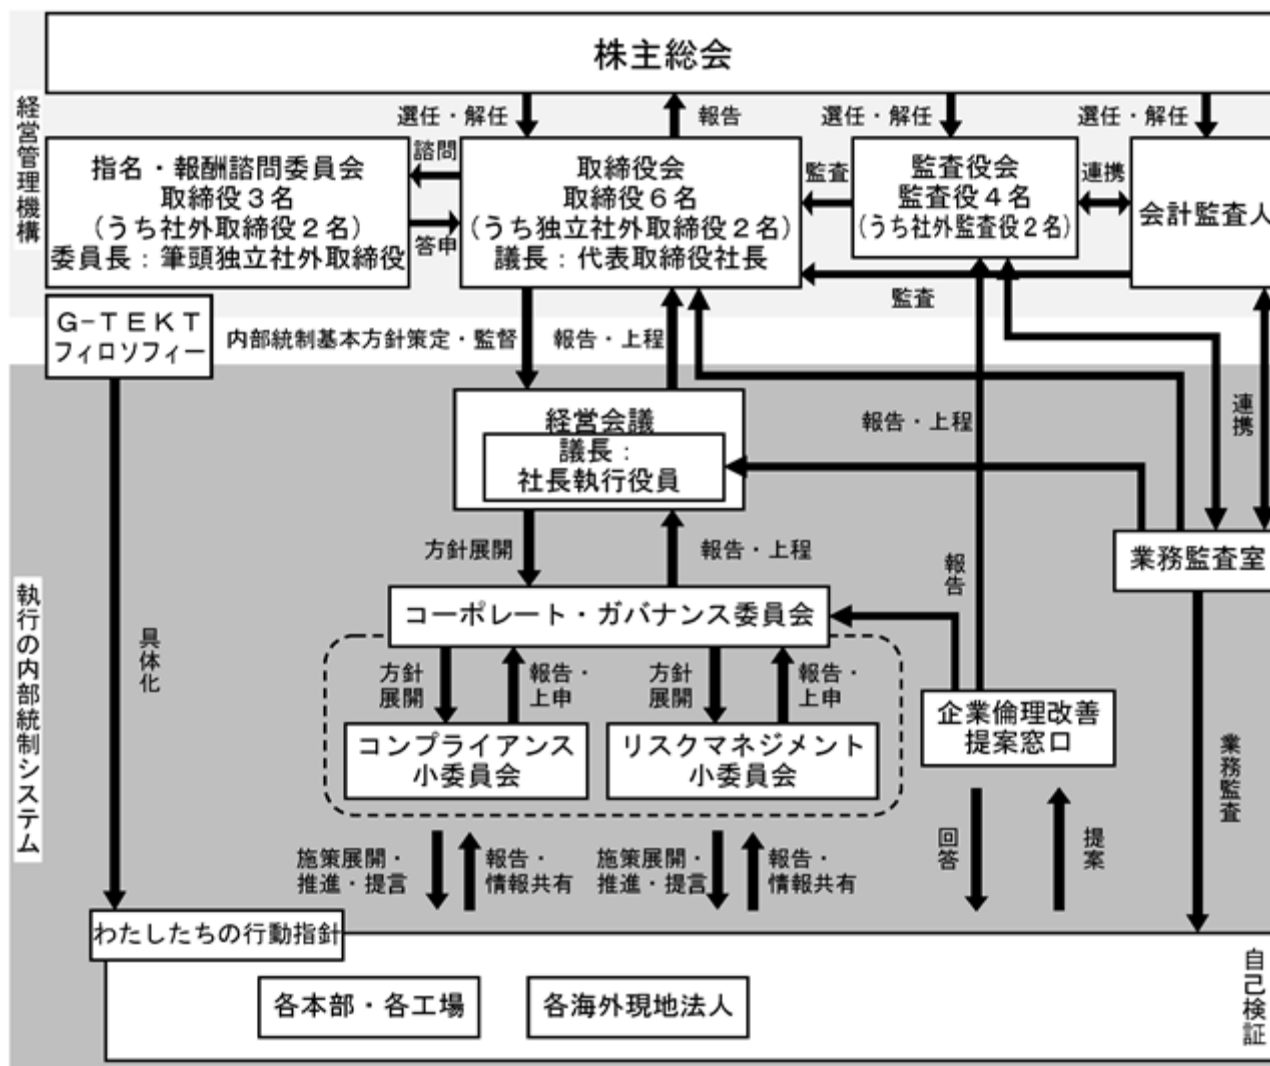 株主総会
経営管理機構
選任・解任
報告
選任・解任
選任・解任
指名・報酬諮問委員会
取締役３名
（うち社外取締役２名）
委員長：筆頭独立社外取締役
諮問
答申
取締役会
取締役６名
（うち独立社外取締役２名）
議長：代表取締役社長
監査
監査役会
監査役４名
（うち社外監査役２名）
連携
会計監査人
監査
Ｇ−ＴＥＫＴ
フィロソフィー
内部統制基本方針策定・監督
報告・上程
経営会議
議長：
社長執行役員
報告・上程
連携
方針展開
報告・上程
業務監査室
報告
コーポレート・ガバナンス委員会
執行の内部統制システム
具体化
方針
展開
報告・
上申
方針
展開
報告・
上申
コンプライアンス
小委員会
リスクマネジメント
小委員会
企業倫理改善
提案窓口
業務監査
施策展開・
推進・提言
報告・
情報共有
施策展開・
推進・提言
報告・
情報共有
回答
提案
わたしたちの行動指針
各本部・各工場
各海外現地法人
自己検証